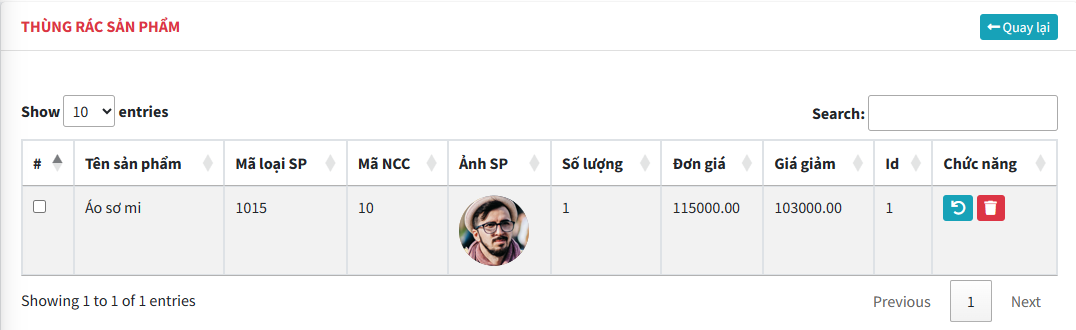 THÙNG RÁC SẢN PHẨM
Quay lại
Show 10 entries
Search:
# Tên sản phẩm Mã loại SP Mã NCC Ảnh SP Số lượng Đơn giá Giá giảm Id Chức năng
Áo sơ mi 1015 10 1 115000.00 103000.00 1
Showing 1 to 1 of 1 entries
Previous 1 Next